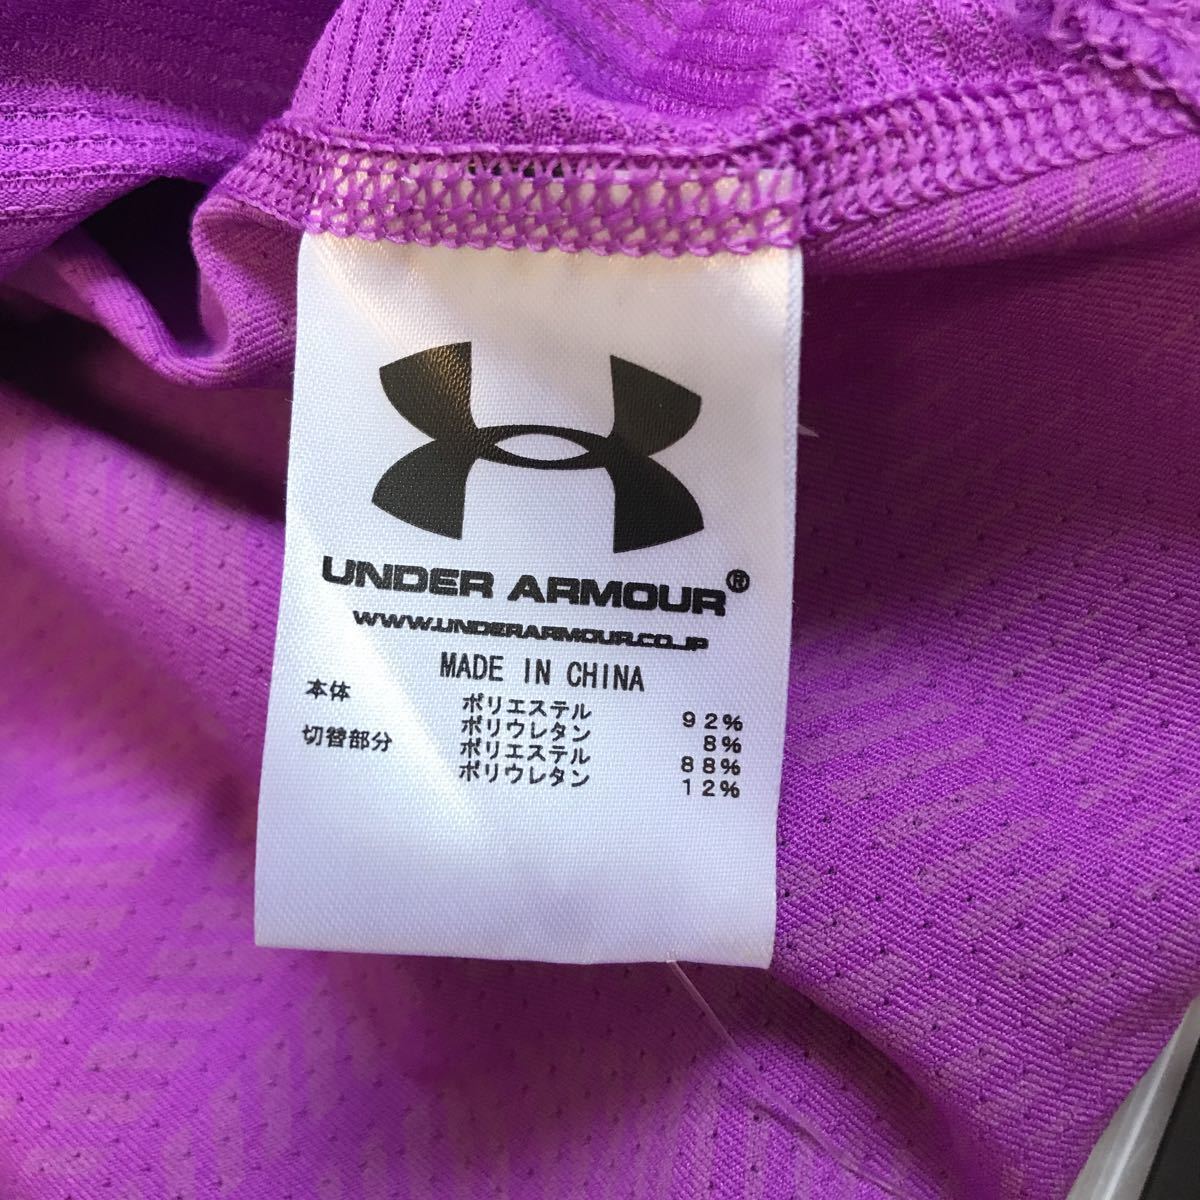 UNDER ARMOUR®
WWW.UNDERARMOUR.CO.JP
MADE IN CHINA
本体 ポリエステル 92%
ポリウレタン 8%
切替部分 ポリエステル 88%
ポリウレタン 12%